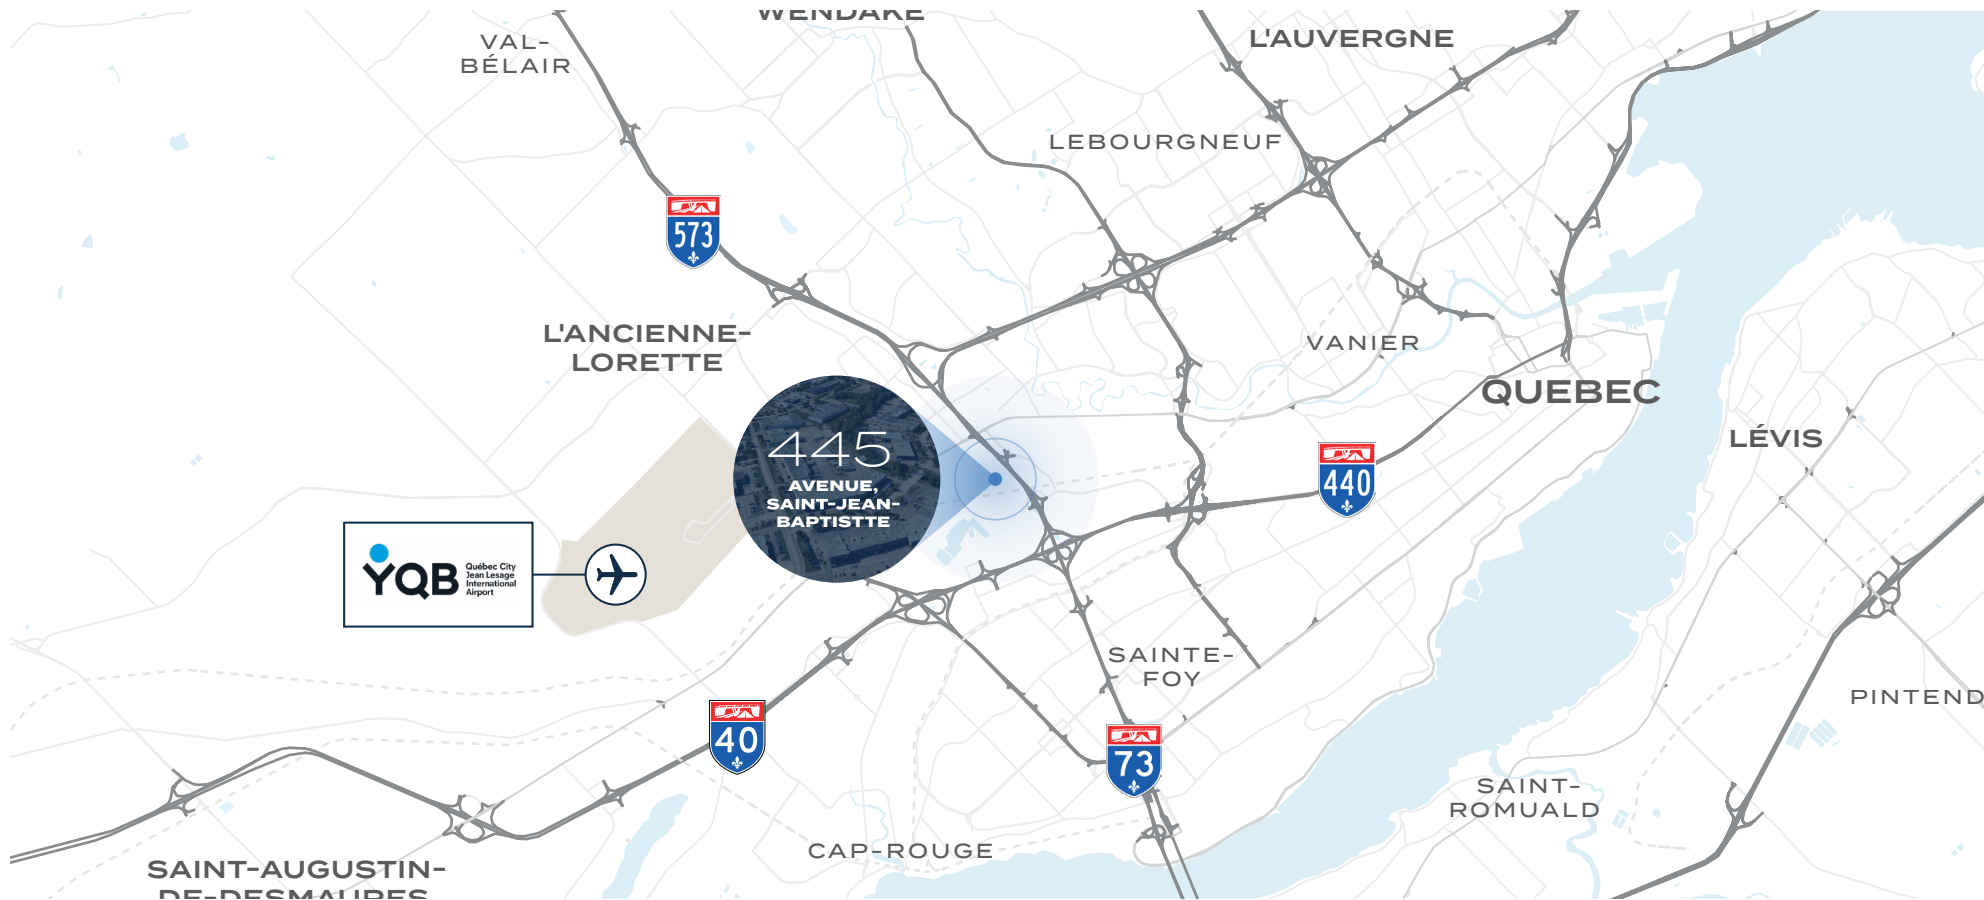 WENDAKE
L'AUVERGNE
VAL-
BÉLAIR
LEBOURGNEUF
573
L'ANCIENNE-
LORETTE
VANIER
QUEBEC
445
AVENUE,
SAINT-JEAN-
BAPTISTTE
LÉVIS
440
YQB
Québec City
Jean Lesage
International
Airport
SAINTE-
FOY
PINTEND
40
73
SAINT-
ROMUALD
CAP-ROUGE
SAINT-AUGUSTIN-
DE-DESMAURES